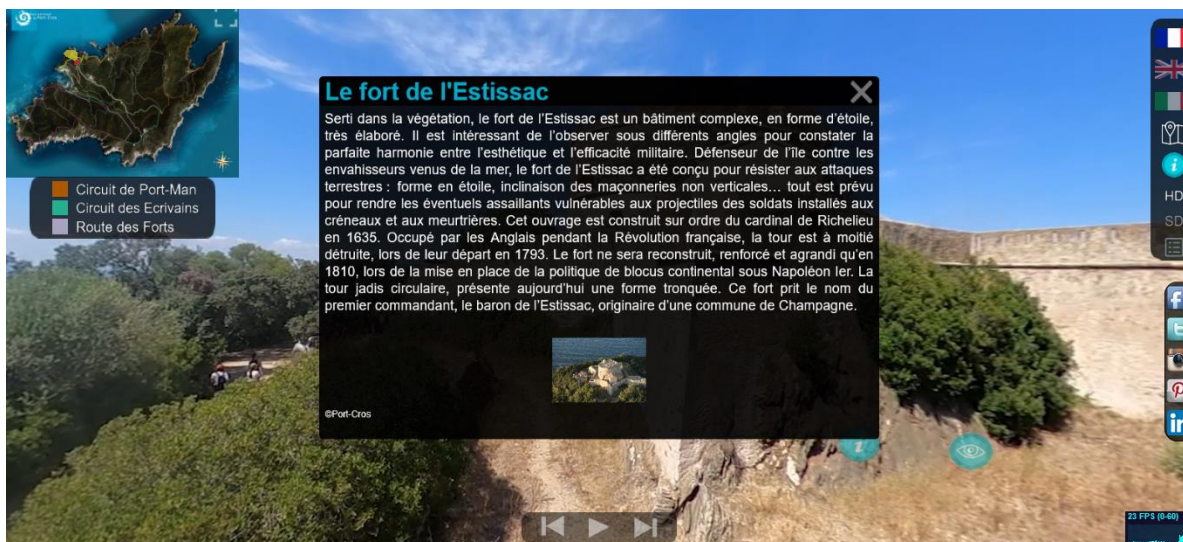 Le fort de l'Estissac
Serti dans la végétation, le fort de l'Estissac est un bâtiment complexe, en forme d'étoile,
très élaboré. Il est intéressant de l'observer sous différents angles pour constater la
parfaite harmonie entre l'esthétique et l'efficacité militaire. Défenseur de l'île contre les
envahisseurs venus de la mer, le fort de l'Estissac a été conçu pour résister aux attaques
terrestres : forme en étoile, inclinaison des maçonneries non verticales… tout est prévu
pour rendre les éventuels assaillants vulnérables aux projectiles des soldats installés aux
créneaux et aux meurtrières. Cet ouvrage est construit sur ordre du cardinal de Richelieu
en 1635. Occupé par les Anglais pendant la Révolution française, la tour est à moitié
détruite, lors de leur départ en 1793. Le fort ne sera reconstruit, renforcé et agrandi qu'en
1810, lors de la mise en place de la politique de blocus continental sous Napoléon Ier. La
tour jadis circulaire, présente aujourd'hui une forme tronquée. Ce fort prit le nom du
premier commandant, le baron de l'Estissac, originaire d'une commune de Champagne.
©Port-Cros
Circuit de Port-Man
Circuit des Ecrivains
Route des Forts
HD
SD
23 FPS (0-60)